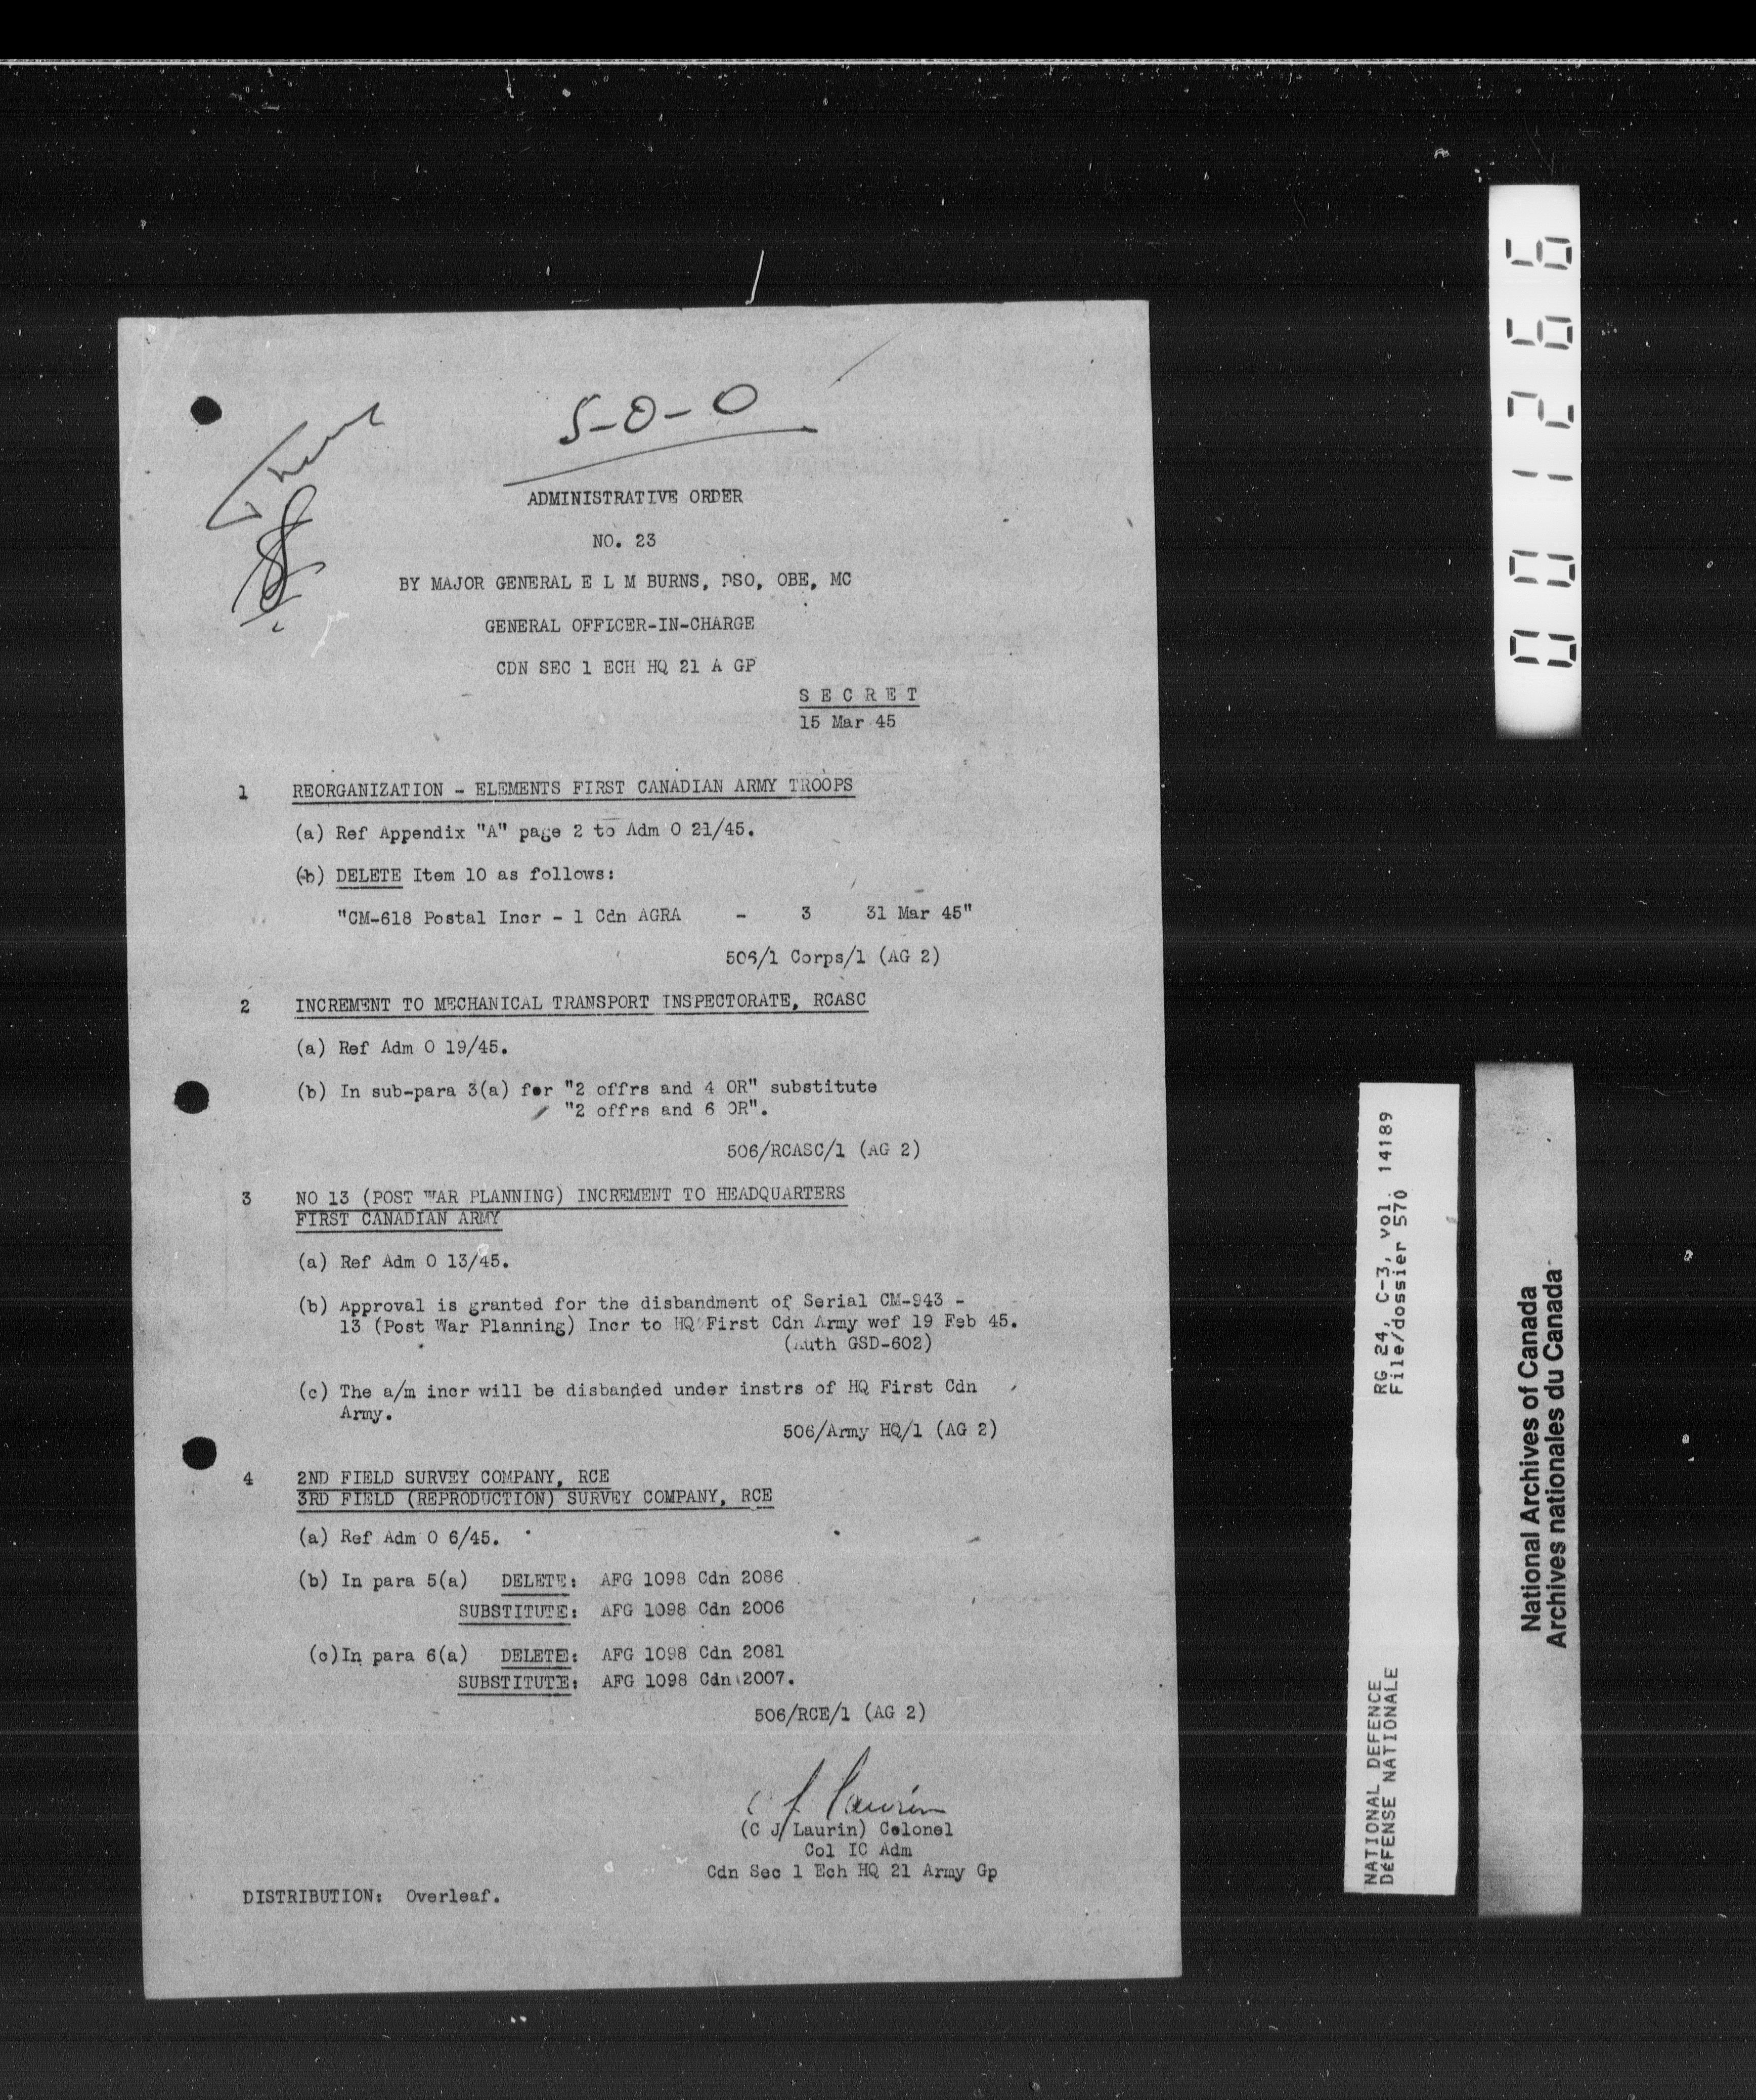 5-0-0
ADMINISTRATIVE ORDER
NO. 23
BY MAJOR GENERAL E L M BURNS, DSO, OBE, MC
GENERAL OFFICER-IN-CHARGE
CDN SEC 1 ECH HQ 21 A GP
S E C R E T
15 Mar 45
1 REORGANIZATION - ELEMENTS FIRST CANADIAN ARMY TROOPS
(a) Ref Appendix "A" page 2 to Adm O 21/45.
(b) DELETE Item 10 as follows:
"CM-618 Postal Incr - 1 Cdn AGRA - 3 31 Mar 45"
506/1 Corps/1 (AG 2)
2 INCREMENT TO MECHANICAL TRANSPORT INSPECTORATE, RCASC
(a) Ref Adm O 19/45.
(b) In sub-para 3(a) for "2 offrs and 4 OR" substitute
"2 offrs and 6 OR".
506/RCASC/1 (AG 2)
3 NO 13 (POST WAR PLANNING) INCREMENT TO HEADQUARTERS
FIRST CANADIAN ARMY
(a) Ref Adm O 13/45.
(b) Approval is granted for the disbandment of Serial CM-943 -
13 (Post War Planning) Incr to HQ First Cdn Army wef 19 Feb 45.
(Auth GSD-602)
(c) The a/m incr will be disbanded under instrs of HQ First Cdn
Army.
506/Army HQ/1 (AG 2)
4 2ND FIELD SURVEY COMPANY, RCE
3RD FIELD (REPRODUCTION) SURVEY COMPANY, RCE
(a) Ref Adm O 6/45.
(b) In para 5(a) DELETE: AFG 1098 Cdn 2086
SUBSTITUTE: AFG 1098 Cdn 2006
(c)In para 6(a) DELETE: AFG 1098 Cdn 2081
SUBSTITUTE: AFG 1098 Cdn 2007.
506/RCE/1 (AG 2)
C J Laurin
(C J Laurin) Colonel
Col IC Adm
Cdn Sec 1 Ech HQ 21 Army Gp
DISTRIBUTION: Overleaf.
001266
RG 24, C-3, vol. 14189
File/dossier 570
NATIONAL DEFENCE
DéFENSE NATIONALE
National Archives of Canada
Archives nationales du Canada